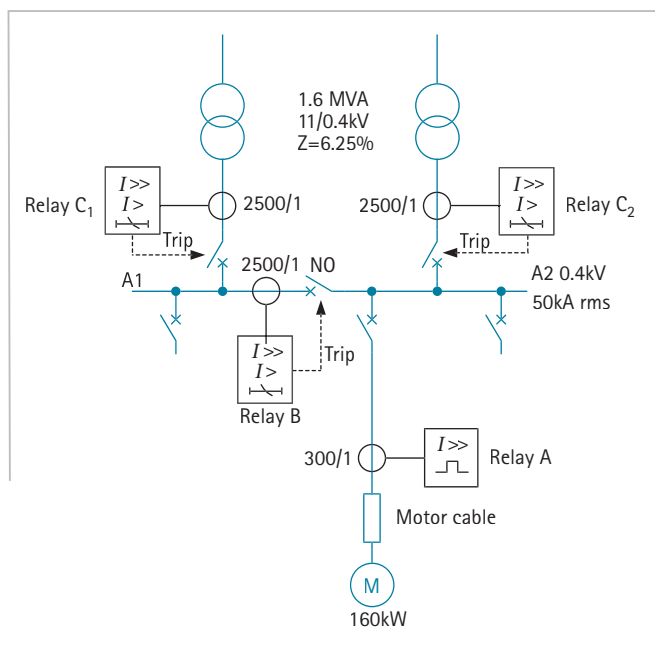 1.6 MVA
11/0.4kV
Z=6.25%
I>>
I>
Relay C₁
2500/1
Trip
2500/1
I>>
I>
Relay C₂
Trip
A1
2500/1 NO
A2 0.4kV
50kA rms
I>>
I>
Trip
Relay B
300/1
I>>
Relay A
Motor cable
M
160kW